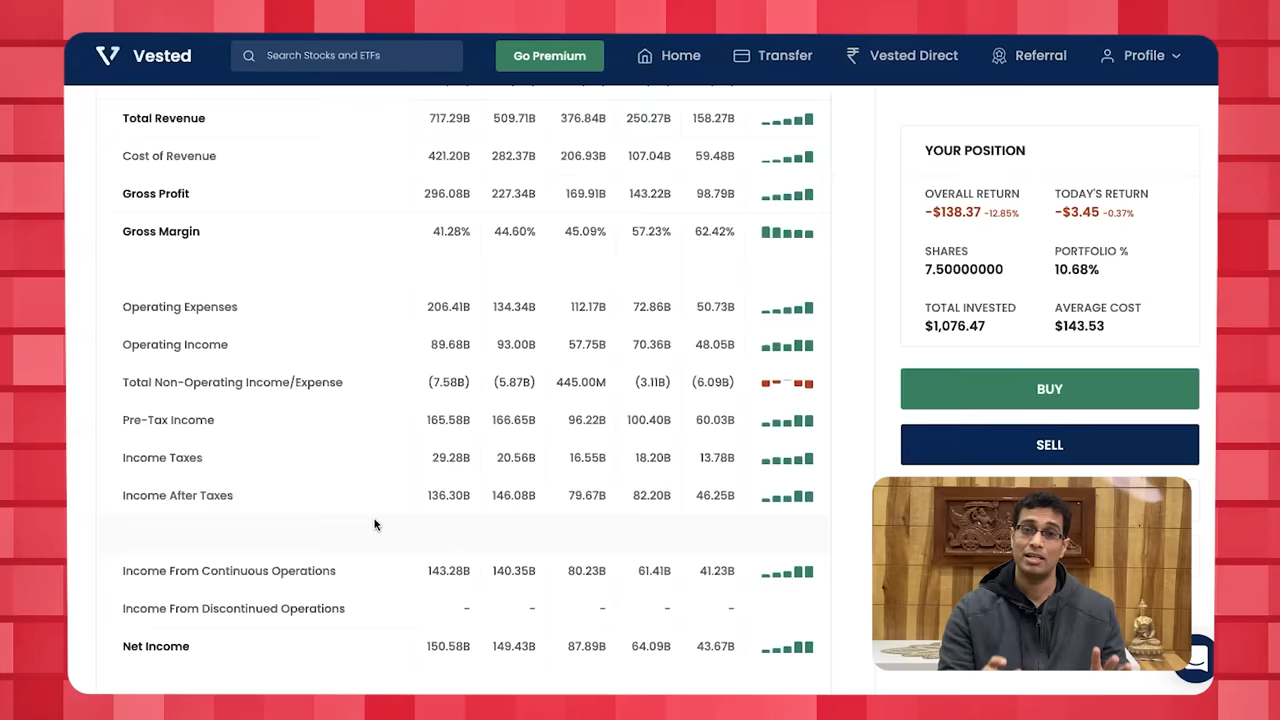 Vested
Search Stocks and ETFs
Go Premium
Home
Transfer
Vested Direct
Referral
Profile
Total Revenue 717.29B 509.71B 376.84B 250.27B 158.27B
Cost of Revenue 421.20B 282.37B 206.93B 107.04B 59.48B
Gross Profit 296.08B 227.34B 169.91B 143.22B 98.79B
Gross Margin 41.28% 44.60% 45.09% 57.23% 62.42%
Operating Expenses 206.41B 134.34B 112.17B 72.86B 50.73B
Operating Income 89.68B 93.00B 57.75B 70.36B 48.05B
Total Non-Operating Income/Expense (7.58B) (5.87B) 445.00M (3.11B) (6.09B)
Pre-Tax Income 165.58B 166.65B 96.22B 100.40B 60.03B
Income Taxes 29.28B 20.56B 16.55B 18.20B 13.78B
Income After Taxes 136.30B 146.08B 79.67B 82.20B 46.25B
Income From Continuous Operations 143.28B 140.35B 80.23B 61.41B 41.23B
Income From Discontinued Operations - - - - -
Net Income 150.58B 149.43B 87.89B 64.09B 43.67B
YOUR POSITION
OVERALL RETURN TODAY'S RETURN
-$138.37 -12.85% -$3.45 -0.37%
SHARES PORTFOLIO %
7.50000000 10.68%
TOTAL INVESTED AVERAGE COST
$1,076.47 $143.53
BUY
SELL